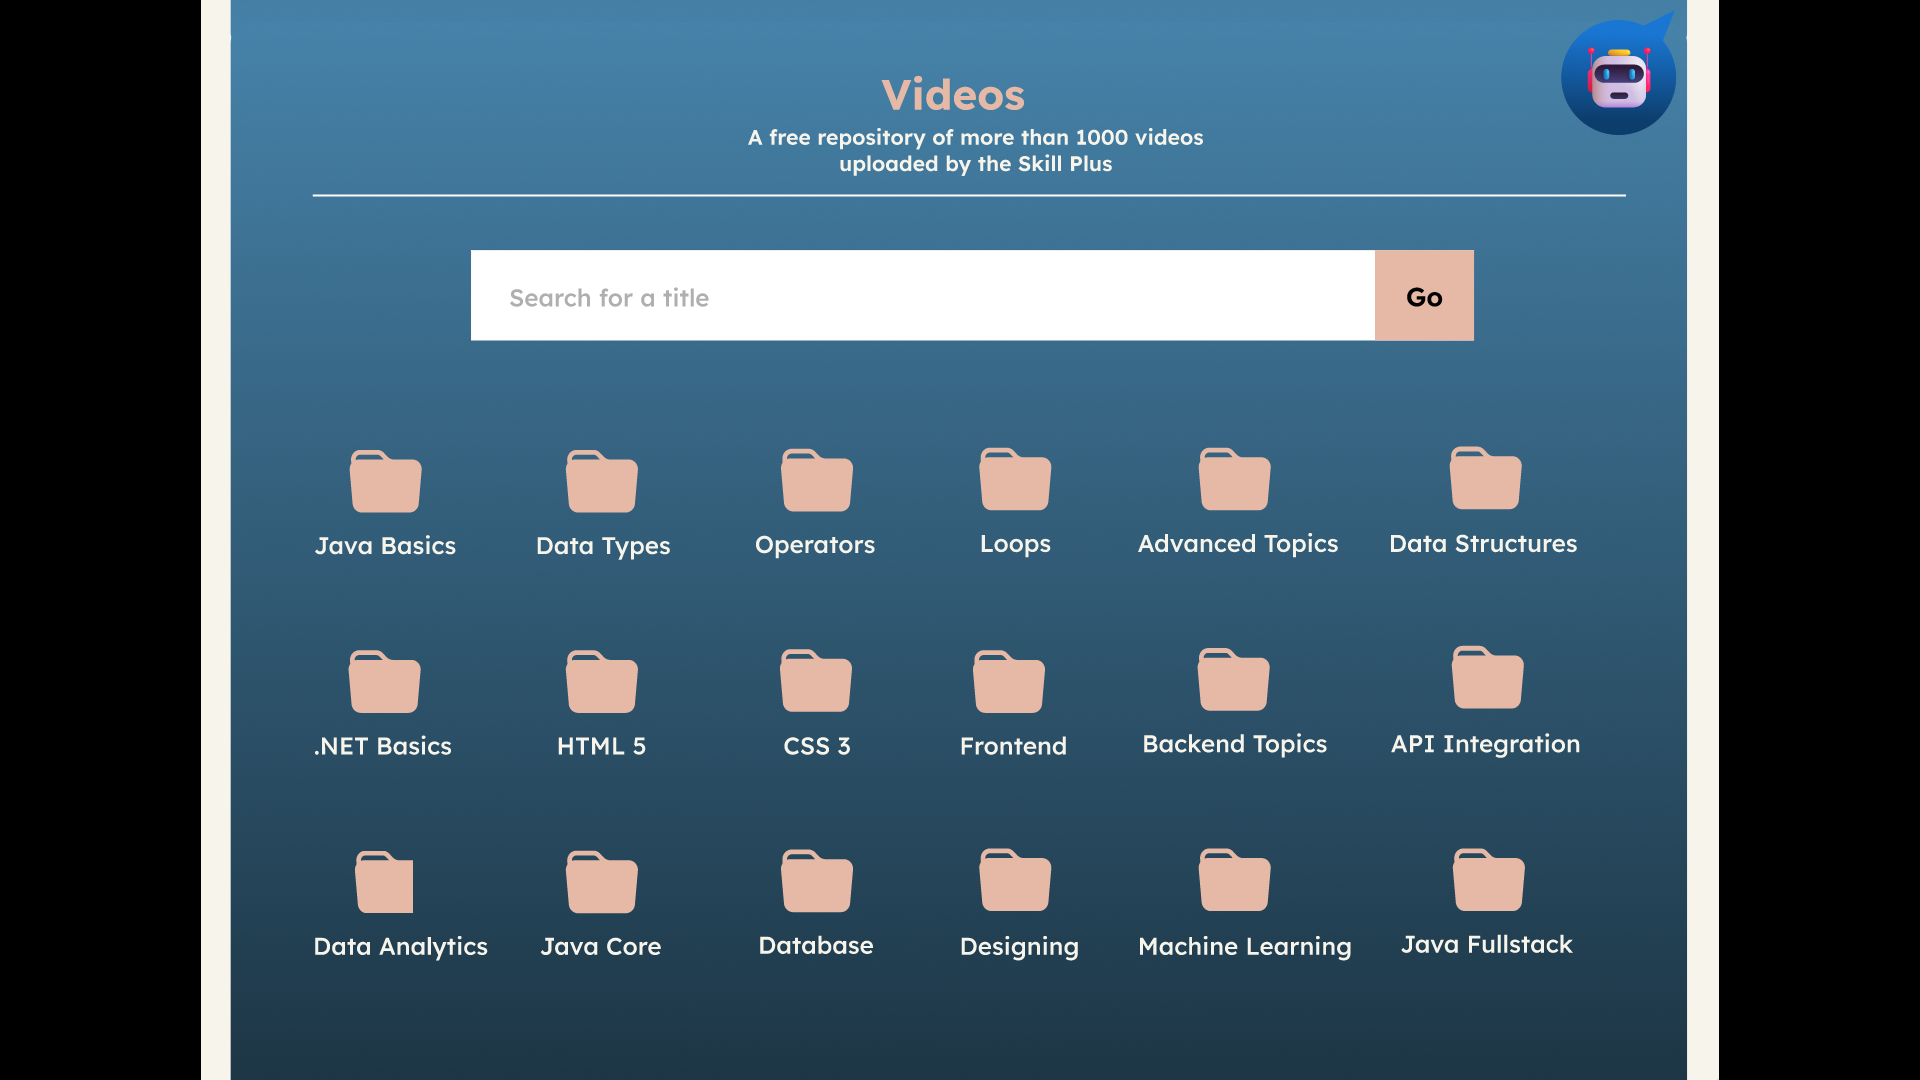 Videos
A free repository of more than 1000 videos
uploaded by the Skill Plus
Search for a title
Go
Java Basics
Data Types
Operators
Loops
Advanced Topics
Data Structures
.NET Basics
HTML 5
CSS 3
Frontend
Backend Topics
API Integration
Data Analytics
Java Core
Database
Designing
Machine Learning
Java Fullstack